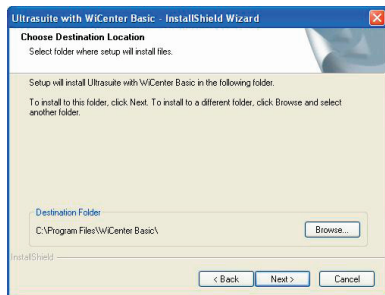 Ultrasuite with WiCenter Basic - InstallShield Wizard
Choose Destination Location
Select folder where setup will install files.
Setup will install Ultrasuite with WiCenter Basic in the following folder.
To install to this folder, click Next. To install to a different folder, click Browse and select
another folder.
Destination Folder
C:\Program Files\WiCenter Basic\
Browse...
InstallShield
< Back
Next >
Cancel